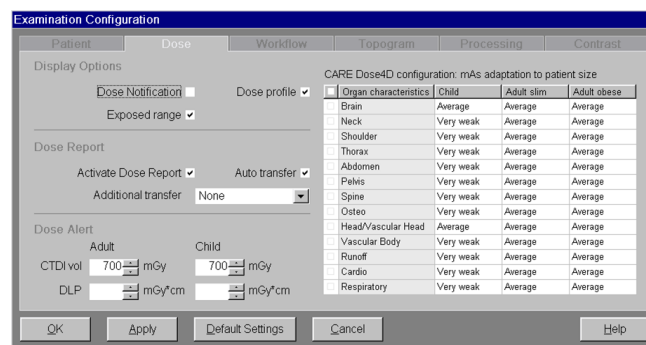 Examination Configuration
Patient Dose Workflow Topogram Processing Contrast
Display Options
Dose Notification Dose profile
Exposed range
Dose Report
Activate Dose Report Auto transfer
Additional transfer None
Dose Alert
Adult Child
CTDI vol 700 mGy 700 mGy
DLP mGy*cm mGy*cm
CARE Dose4D configuration: mAs adaptation to patient size
Organ characteristics Child Adult slim Adult obese
Brain Average Average Average
Neck Very weak Average Average
Shoulder Very weak Average Average
Thorax Very weak Average Average
Abdomen Very weak Average Average
Pelvis Very weak Average Average
Spine Very weak Average Average
Osteo Very weak Average Average
Head/Vascular Head Average Average Average
Vascular Body Very weak Average Average
Runoff Very weak Average Average
Cardio Very weak Average Average
Respiratory Very weak Average Average
OK Apply Default Settings Cancel Help